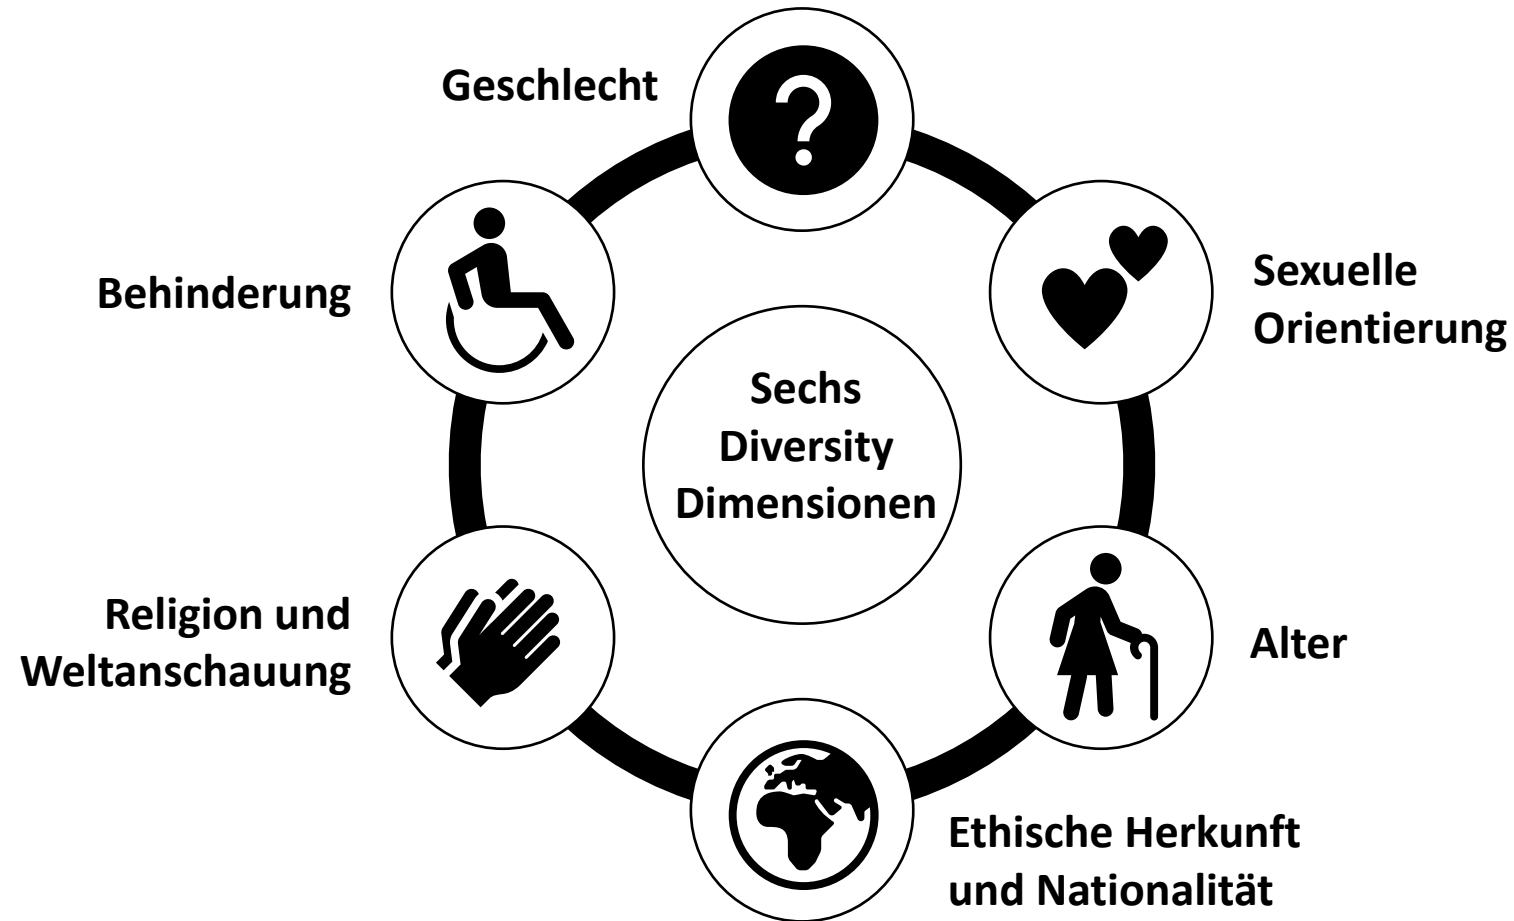 Geschlecht
?
Sexuelle
Orientierung
Behinderung
Sechs
Diversity
Dimensionen
Religion und
Weltanschauung
Alter
Ethische Herkunft
und Nationalität